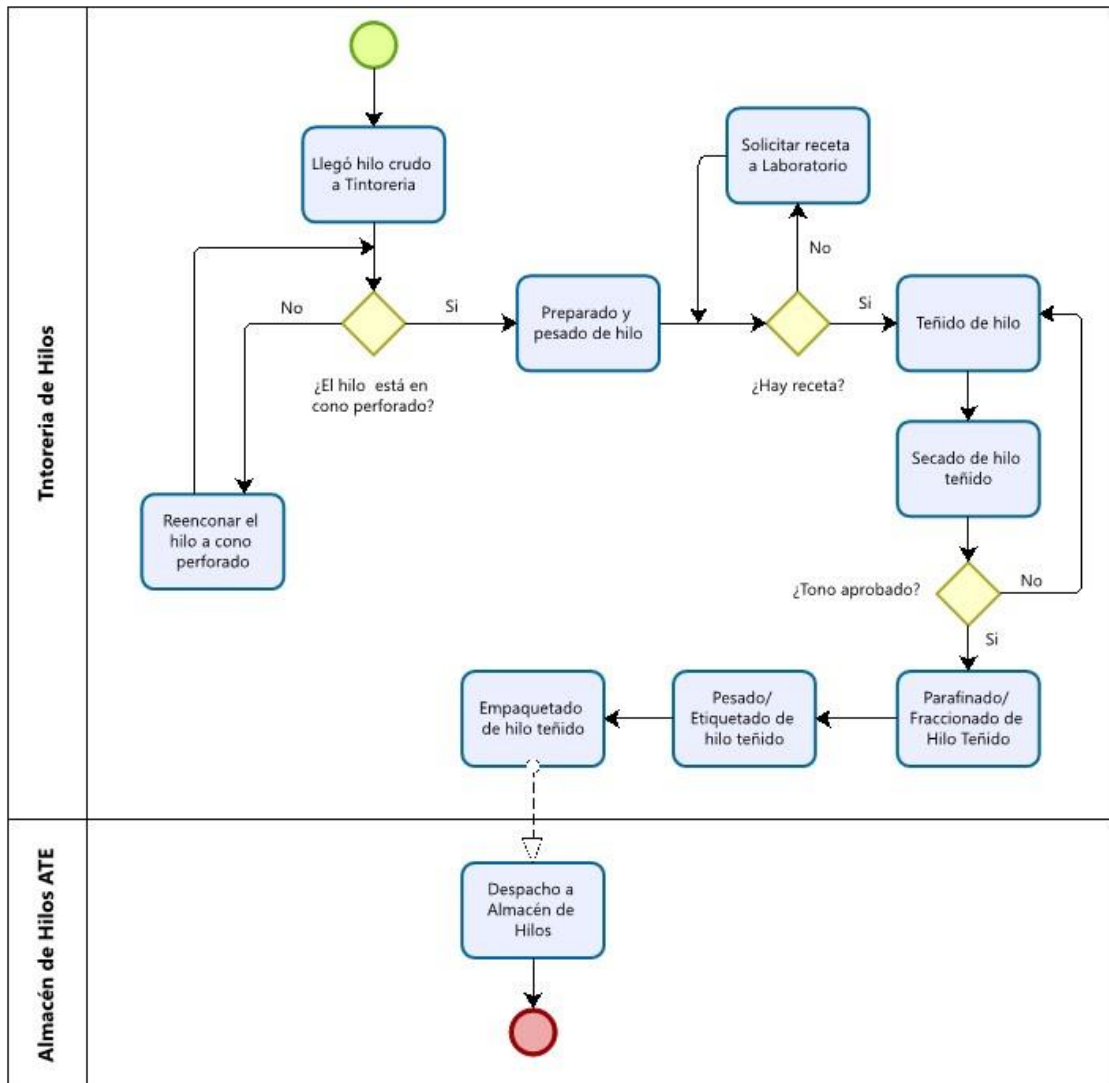 Tntoreria de Hilos
Llegó hilo crudo
a Tintoreria
Solicitar receta
a Laboratorio
No
No
Si
Preparado y
pesado de hilo
Si
Teñido de hilo
¿El hilo está en
cono perforado?
¿Hay receta?
Secado de hilo
teñido
Reenconar el
hilo a cono
perforado
¿Tono aprobado?
No
Si
Empaquetado
de hilo teñido
Pesado/
Etiquetado de
hilo teñido
Parafinado/
Fraccionado de
Hilo Teñido
Almacén de Hilos ATE
Despacho a
Almacén de
Hilos